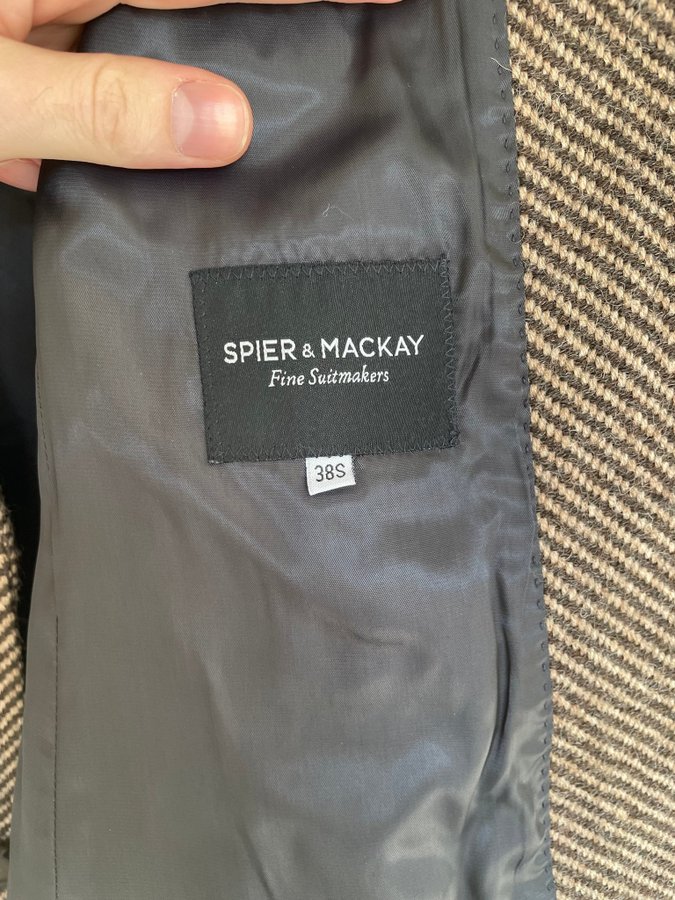 SPIER & MACKAY
Fine Suitmakers
38S